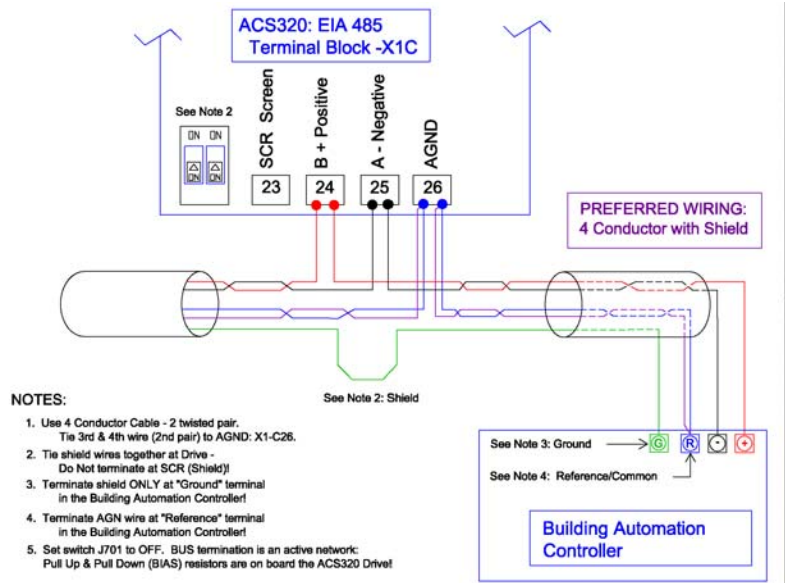 ACS320: EIA 485
Terminal Block -X1C
See Note 2
ON ON
ON ON
SCR Screen
B + Positive
A - Negative
AGND
23
24
25
26
PREFERRED WIRING:
4 Conductor with Shield
See Note 2: Shield
NOTES:
1. Use 4 Conductor Cable - 2 twisted pair.
Tie 3rd & 4th wire (2nd pair) to AGND: X1-C26.
2. Tie shield wires together at Drive -
Do Not terminate at SCR (Shield)!
3. Terminate shield ONLY at "Ground" terminal
in the Building Automation Controller!
4. Terminate AGN wire at "Reference" terminal
in the Building Automation Controller!
5. Set switch J701 to OFF. BUS termination is an active network:
Pull Up & Pull Down (BIAS) resistors are on board the ACS320 Drive!
See Note 3: Ground
G R - +
See Note 4: Reference/Common
Building Automation
Controller